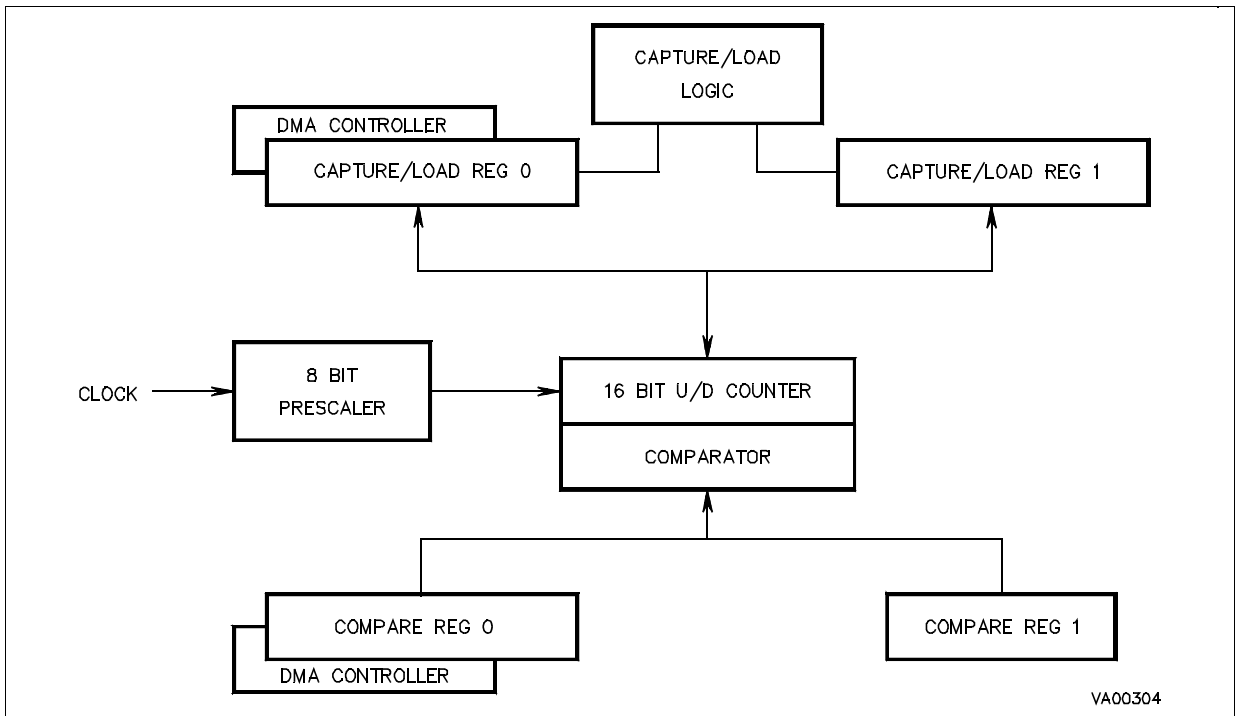 CAPTURE/LOAD
LOGIC
DMA CONTROLLER
CAPTURE/LOAD REG 0
CAPTURE/LOAD REG 1
8 BIT
PRESCALER
CLOCK
16 BIT U/D COUNTER
COMPARATOR
COMPARE REG 0
COMPARE REG 1
DMA CONTROLLER
VA00304